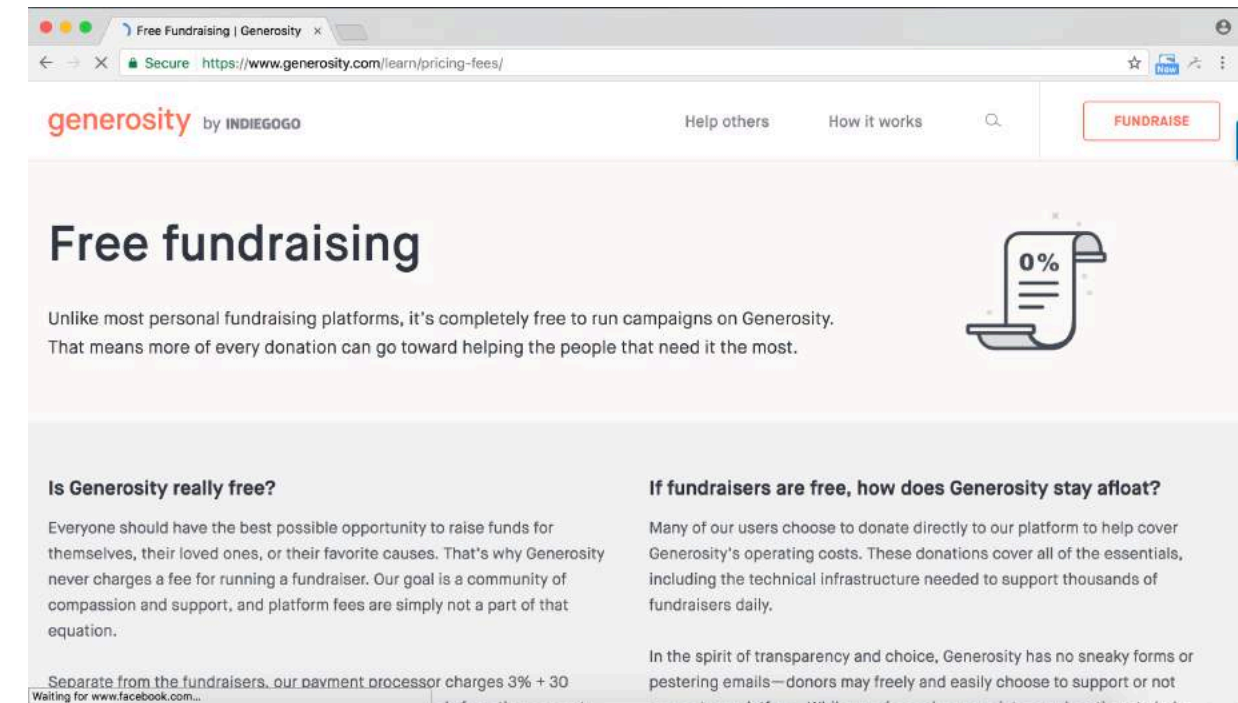 Free Fundraising | Generosity
Secure https://www.generosity.com/learn/pricing-fees/
New
generosity by INDIEGOGO
Help others
How it works
FUNDRAISE
Free fundraising
0%
Unlike most personal fundraising platforms, it's completely free to run campaigns on Generosity.
That means more of every donation can go toward helping the people that need it the most.
Is Generosity really free?
Everyone should have the best possible opportunity to raise funds for
themselves, their loved ones, or their favorite causes. That's why Generosity
never charges a fee for running a fundraiser. Our goal is a community of
compassion and support, and platform fees are simply not a part of that
equation.
Separate from the fundraisers, our payment processor charges 3% + 30
Waiting for www.facebook.com...
If fundraisers are free, how does Generosity stay afloat?
Many of our users choose to donate directly to our platform to help cover
Generosity's operating costs. These donations cover all of the essentials,
including the technical infrastructure needed to support thousands of
fundraisers daily.
In the spirit of transparency and choice, Generosity has no sneaky forms or
pestering emails—donors may freely and easily choose to support or not